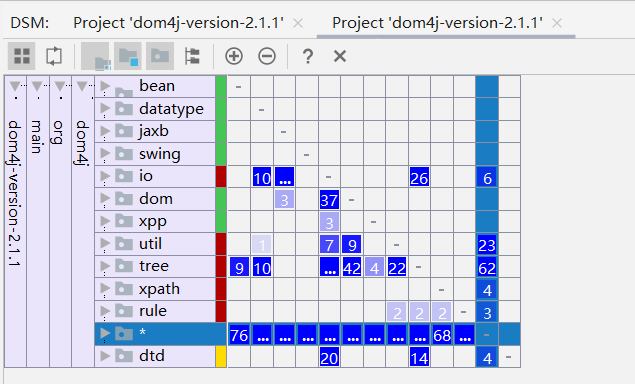 DSM: Project 'dom4j-version-2.1.1' × Project 'dom4j-version-2.1.1' ×
dom4j-version-2.1.1
main
org
dom4j
bean -
datatype -
jaxb -
swing -
io 10 ... - 26 6
dom 3 37 -
xpp 3 -
util 1 7 9 - 23
tree 9 10 ... 42 4 22 - 62
xpath - 4
rule 2 2 2 - 3
* 76 ... ... ... ... ... ... ... ... 68 ... -
dtd 20 14 4 -